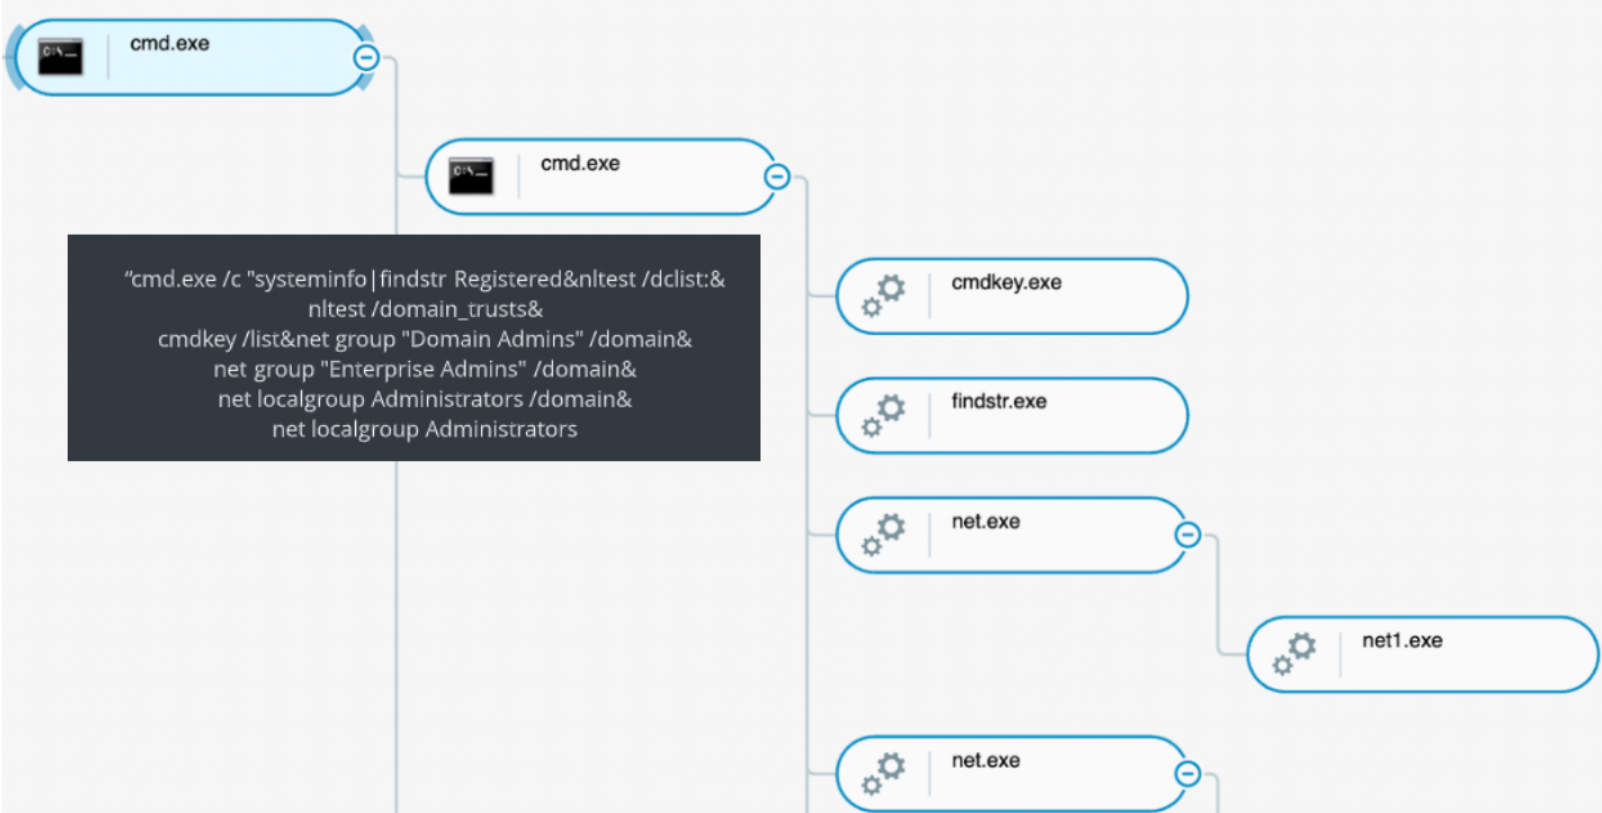 cmd.exe
cmd.exe
“cmd.exe /c "systeminfo|findstr Registered&nltest /dclist:&
nltest /domain_trusts&
cmdkey /list&net group "Domain Admins" /domain&
net group "Enterprise Admins" /domain&
net localgroup Administrators /domain&
net localgroup Administrators
cmdkey.exe
findstr.exe
net.exe
net1.exe
net.exe